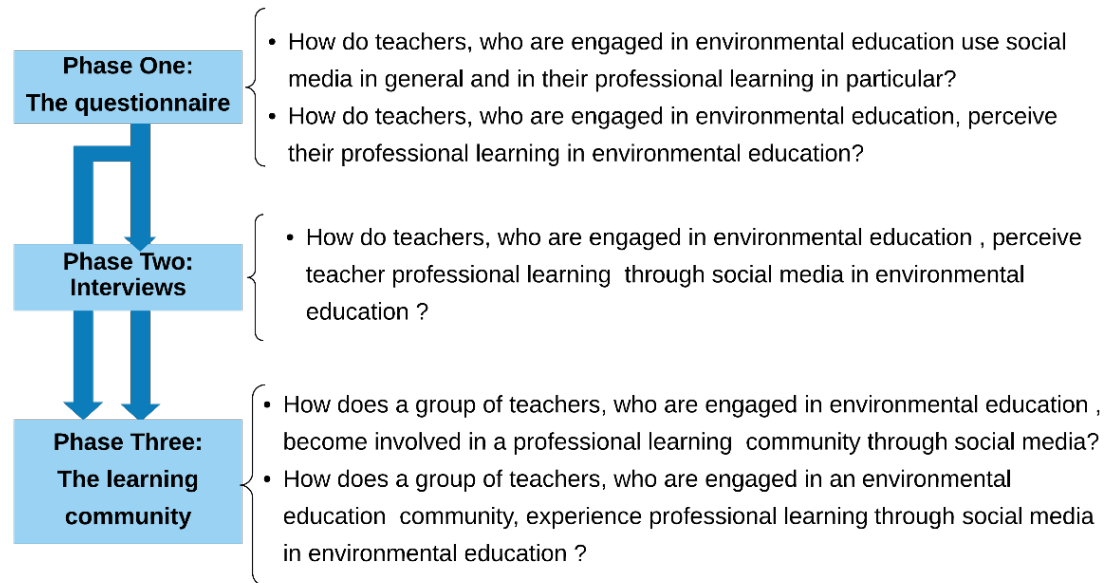 Phase One:
The questionnaire
• How do teachers, who are engaged in environmental education use social
media in general and in their professional learning in particular?
• How do teachers, who are engaged in environmental education, perceive
their professional learning in environmental education?
Phase Two:
Interviews
• How do teachers, who are engaged in environmental education , perceive
teacher professional learning through social media in environmental
education ?
Phase Three:
The learning
community
• How does a group of teachers, who are engaged in environmental education ,
become involved in a professional learning community through social media?
• How does a group of teachers, who are engaged in an environmental
education community, experience professional learning through social media
in environmental education ?